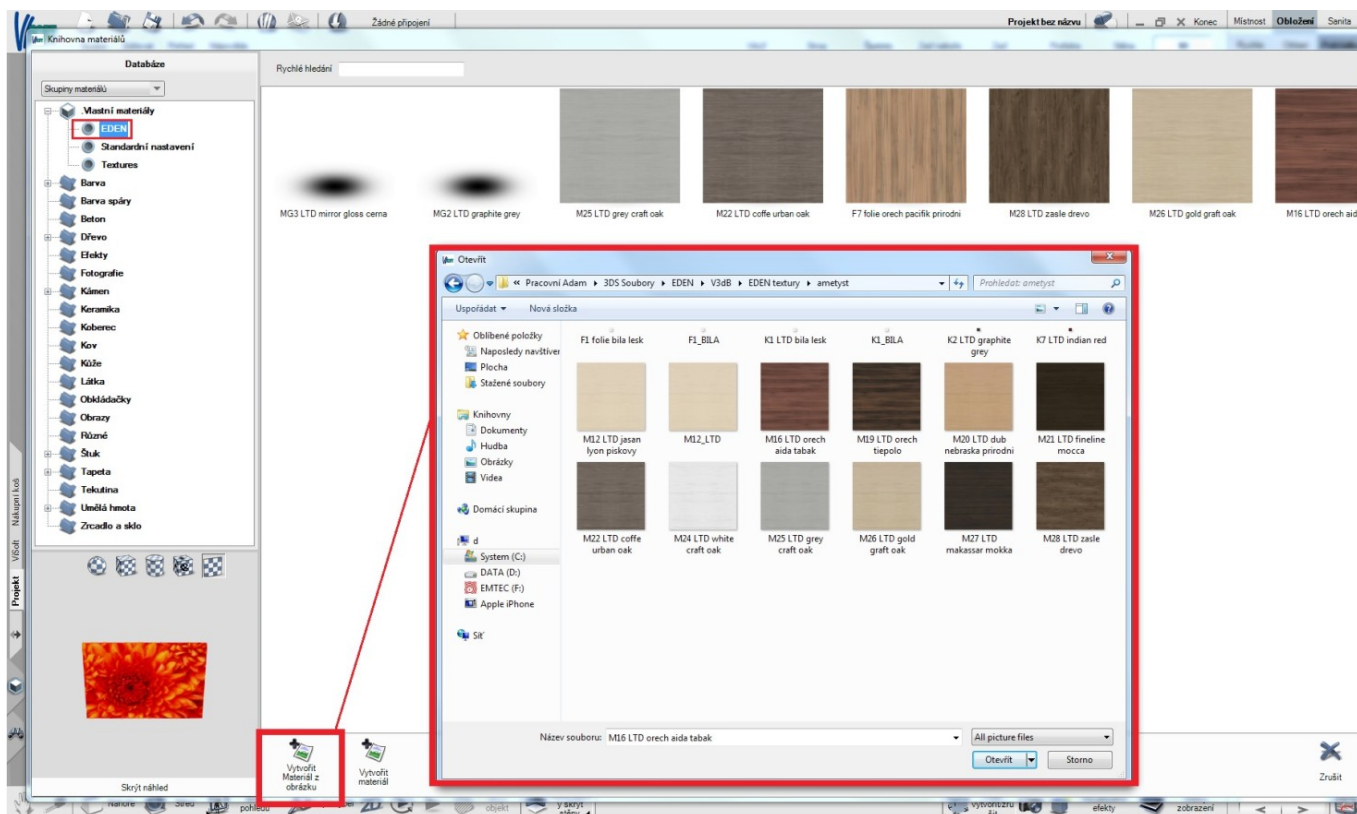 Žádné připojení
Projekt bez názvu
Konec
Místnost
Obložení
Sanita
Knihovna materiálů
Databáze
Rychlé hledání
Skupiny materiálů
.Vlastní materiály
EDEN
Standardní nastavení
Textures
Barva
Barva spáry
Beton
Dřevo
Efekty
Fotografie
Kámen
Keramika
Koberec
Kov
Kůže
Látka
Obkládačky
Obrazy
Různé
Štuk
Tapeta
Tekutina
Umělá hmota
Zrcadlo a sklo
Nákupní koš
ViSoft
Projekt
Skrýt náhled
MG3 LTD mirror gloss cerna
MG2 LTD graphite grey
M25 LTD grey craft oak
M22 LTD coffe urban oak
F7 folie orech pacifik prirodni
M28 LTD zasle drevo
M26 LTD gold graft oak
M16 LTD orech aid
Otevřít
« Pracovní Adam
3DS Soubory
EDEN
V3dB
EDEN textury
ametyst
Prohledat: ametyst
Uspořádat
Nová složka
Oblíbené položky
Naposledy navštíven
Plocha
Stažené soubory
Knihovny
Dokumenty
Hudba
Obrázky
Videa
Domácí skupina
d
System (C:)
DATA (D:)
EMTEC (F:)
Apple iPhone
Síť
F1 folie bila lesk
F1_BILA
K1 LTD bila lesk
K1_BILA
K2 LTD graphite
grey
K7 LTD indian red
M12 LTD jasan
lyon piskovy
M12_LTD
M16 LTD orech
aida tabak
M19 LTD orech
tiepolo
M20 LTD dub
nebraska prirodni
M21 LTD fineline
mocca
M22 LTD coffe
urban oak
M24 LTD white
craft oak
M25 LTD grey
craft oak
M26 LTD gold
graft oak
M27 LTD
makassar mokka
M28 LTD zasle
drevo
Název souboru:
M16 LTD orech aida tabak
All picture files
Otevřít
Storno
Vytvořit
Materiál z
obrázku
Vytvořit
materiál
Zrušit
pohledu
objekt
efekty
zobrazení